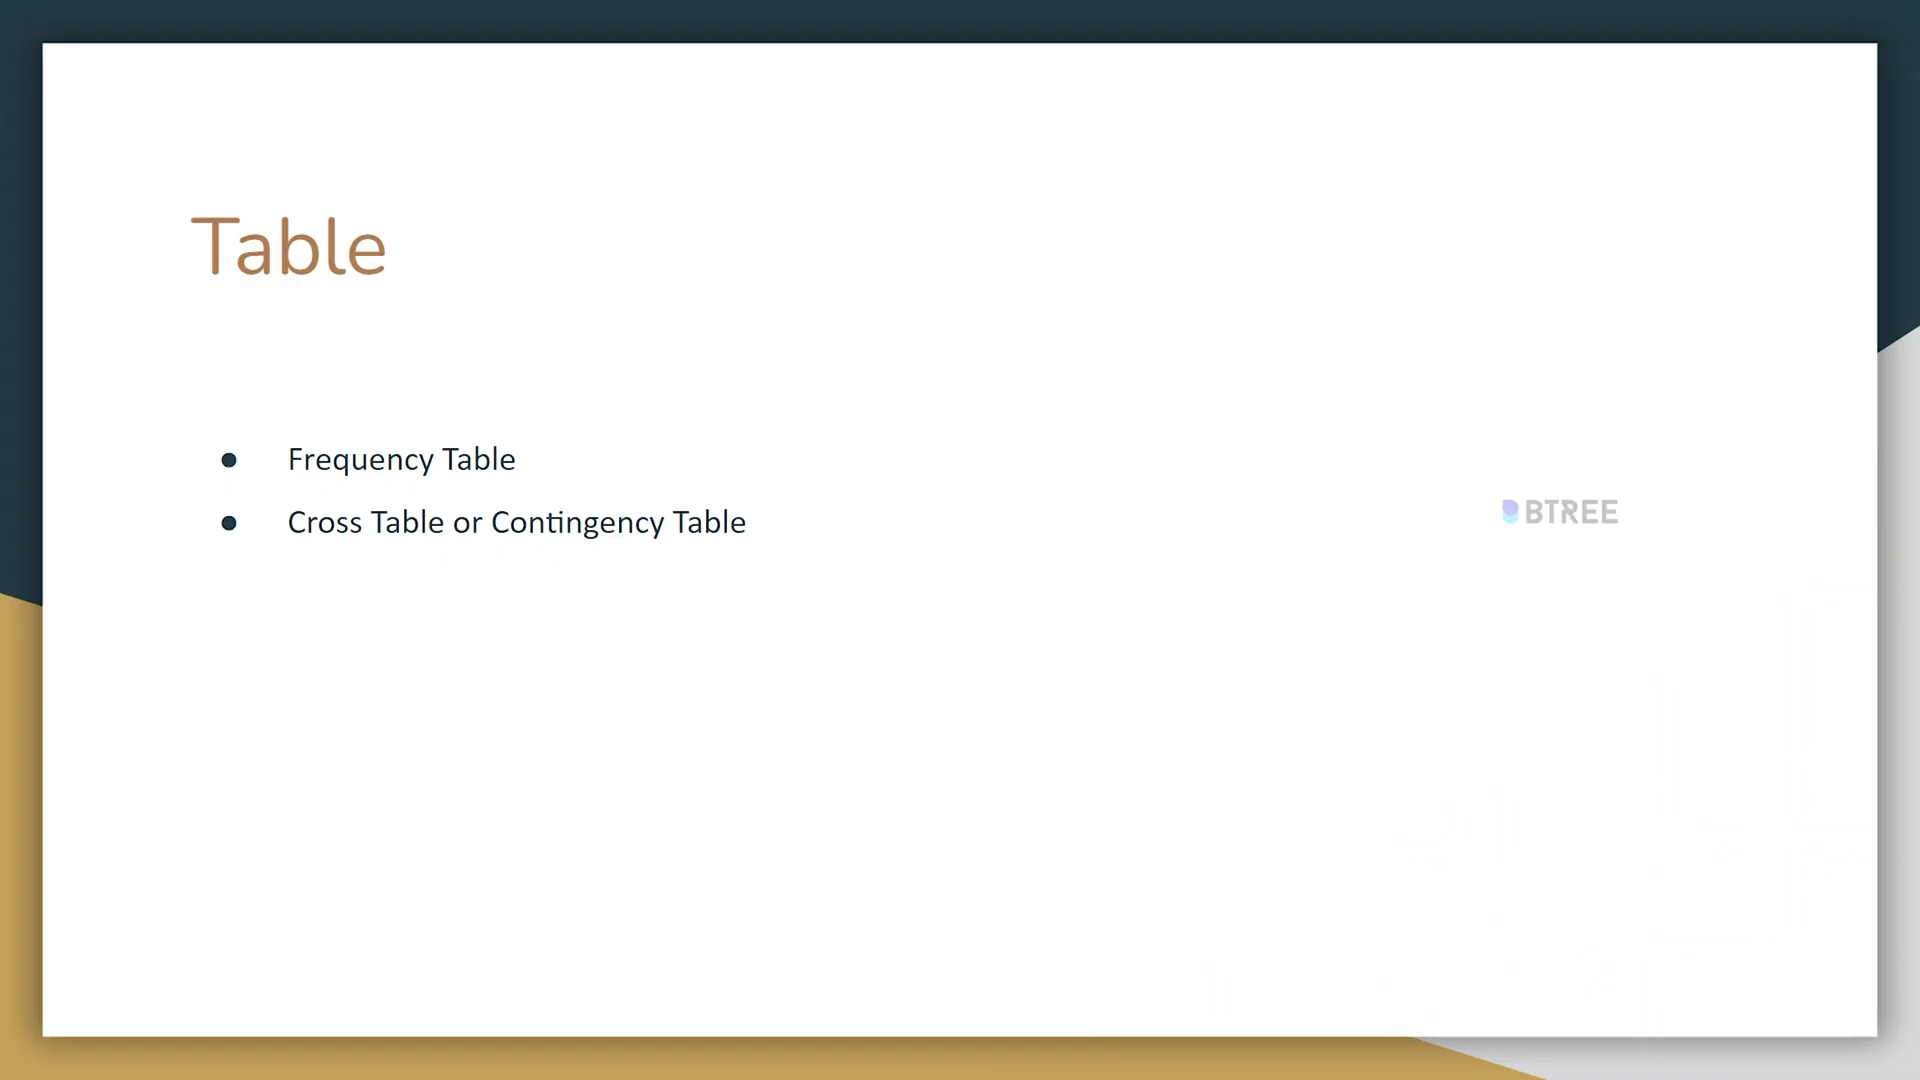 Table
● Frequency Table
● Cross Table or Contingency Table
BTREE